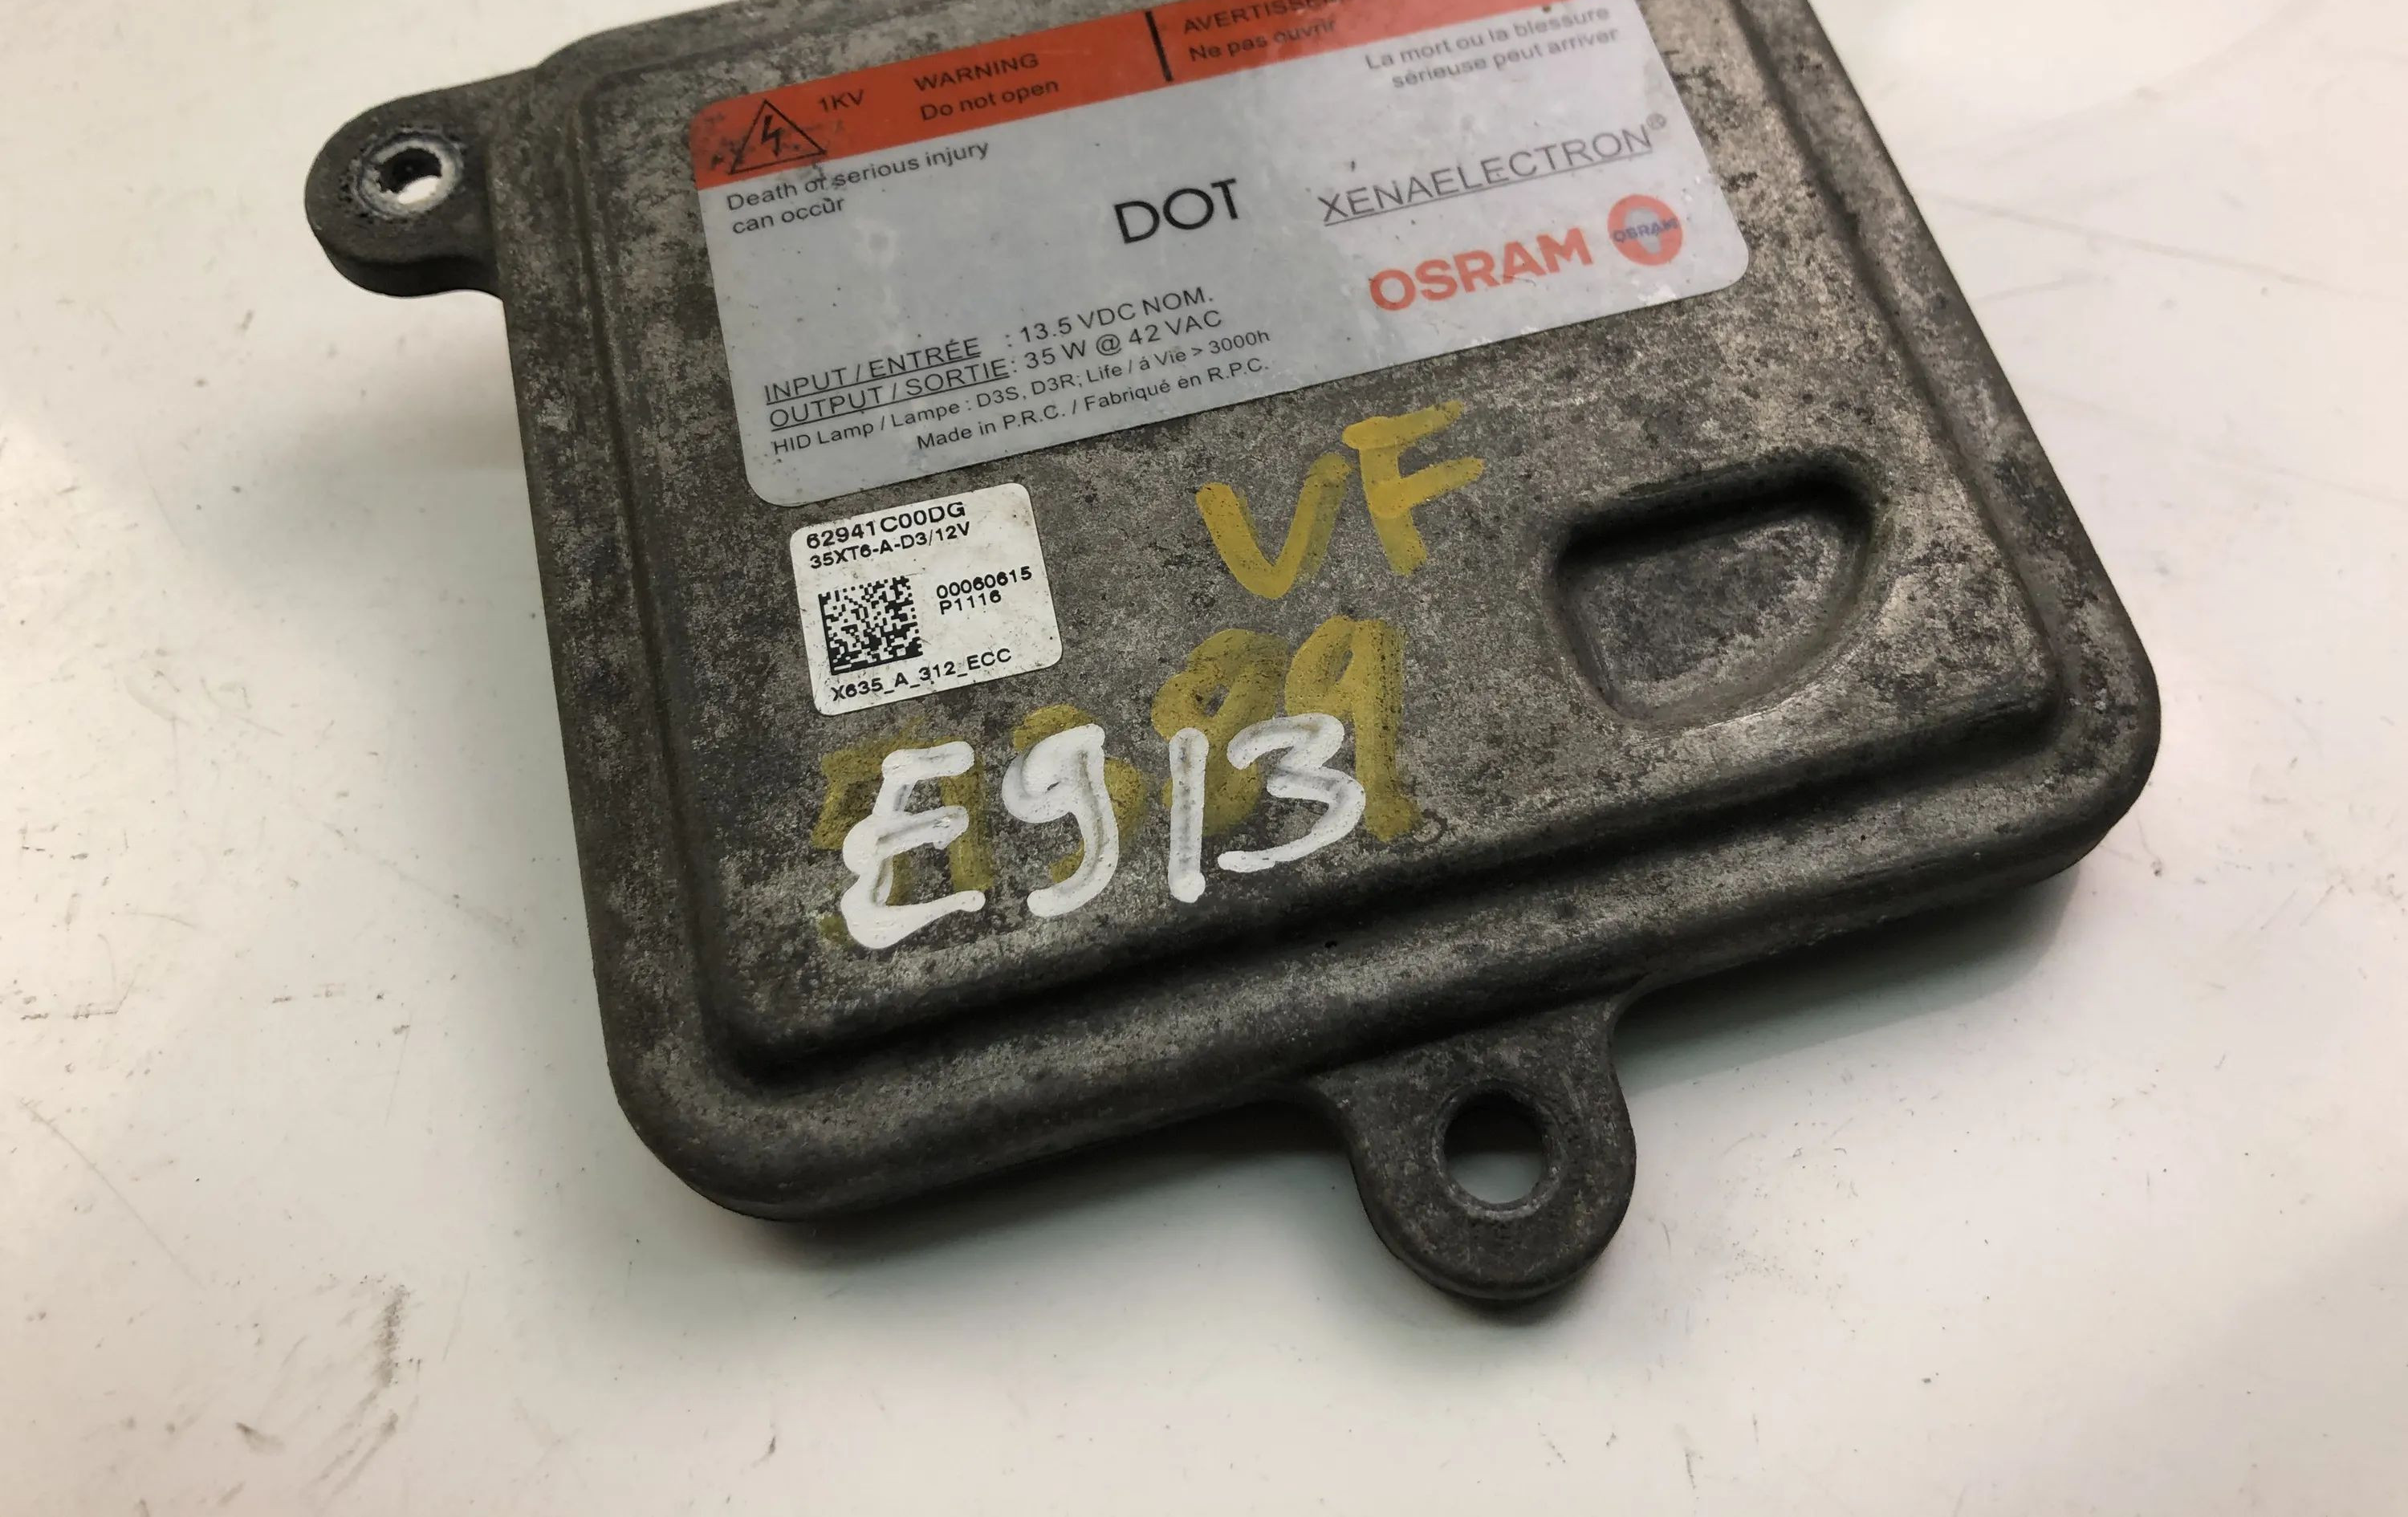 1KV
WARNING
Do not open
Ne pas ouvrir
Death or serious injury
can occur
La mort ou la blessure
sérieuse peut arriver
DOT
XENAELECTRON®
OSRAM
OSRAM
INPUT / ENTRÉE : 13.5 VDC NOM.
OUTPUT / SORTIE: 35 W @ 42 VAC
HID Lamp / Lampe : D3S, D3R; Life / á Vie > 3000h
Made in P.R.C. / Fabriqué en R.P.C.
62941C00DG
35XT6-A-D3/12V
00060615
P1116
X635_A_312_ECC
VF
E913